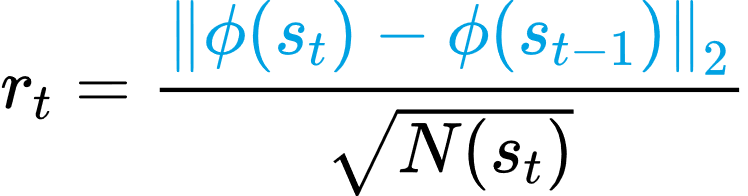 r_t = \frac{\|\phi(s_t) - \phi(s_{t-1})\|_2}{\sqrt{N(s_t)}}